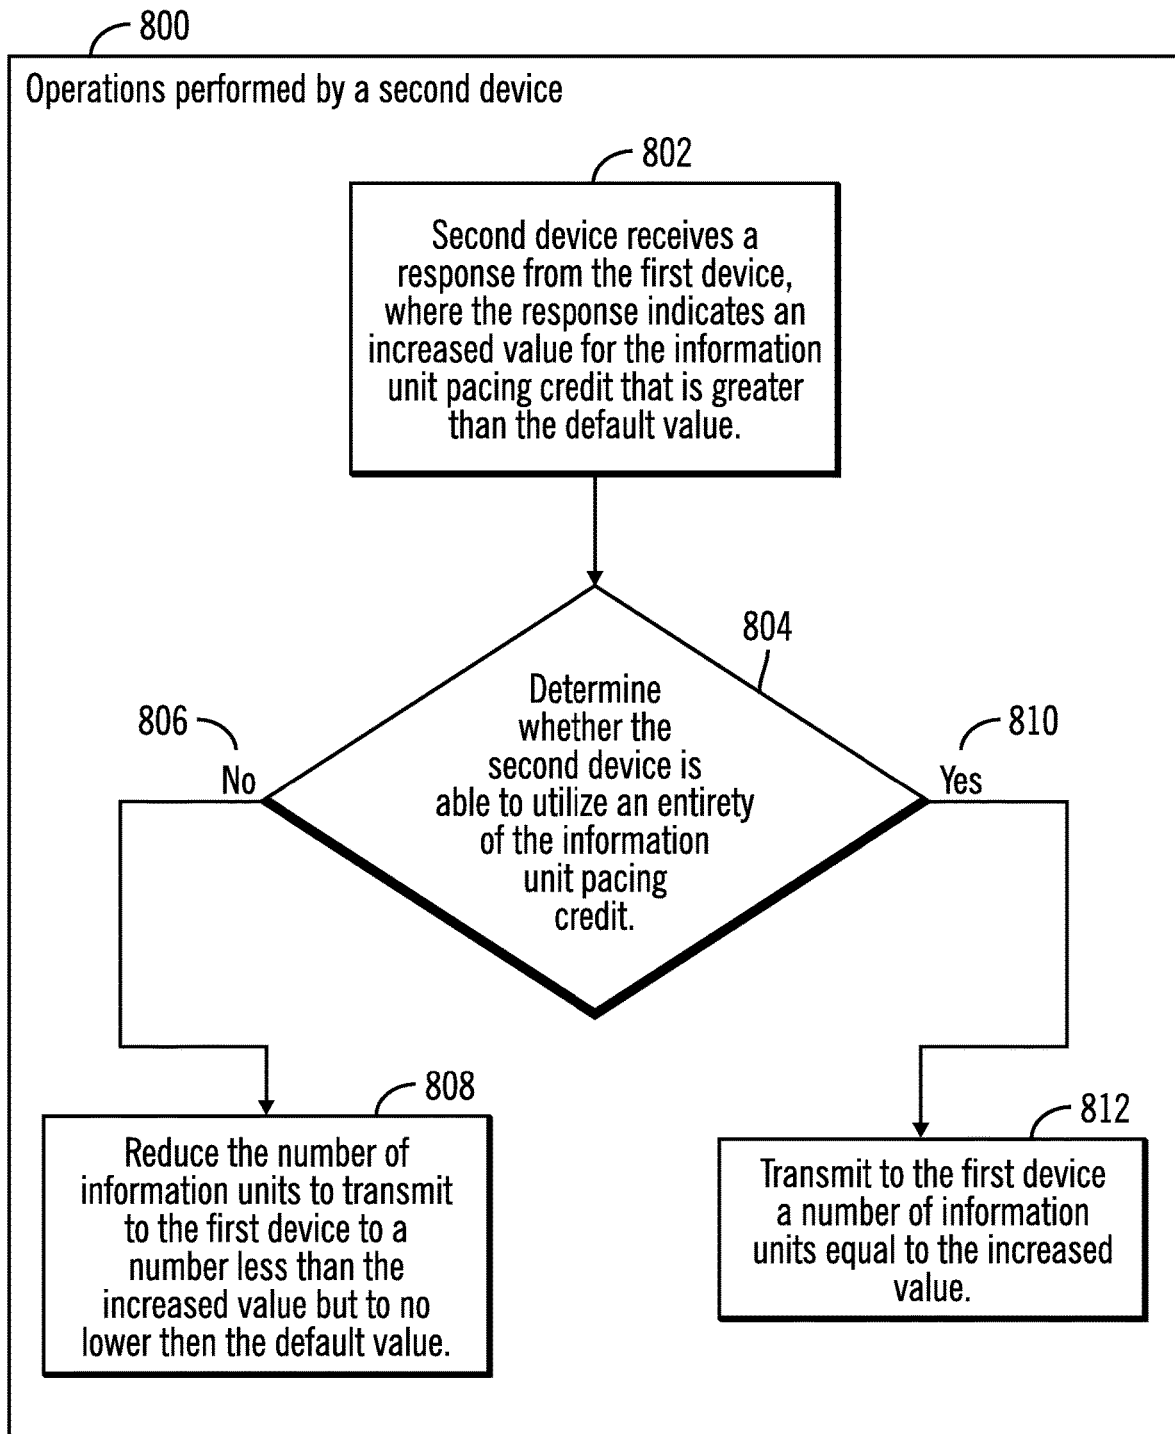 800
Operations performed by a second device
802
Second device receives a
response from the first device,
where the response indicates an
increased value for the information
unit pacing credit that is greater
than the default value.
804
Determine
whether the
second device is
able to utilize an entirety
of the information
unit pacing
credit.
806
No
810
Yes
808
Reduce the number of
information units to transmit
to the first device to a
number less than the
increased value but to no
lower then the default value.
812
Transmit to the first device
a number of information
units equal to the increased
value.